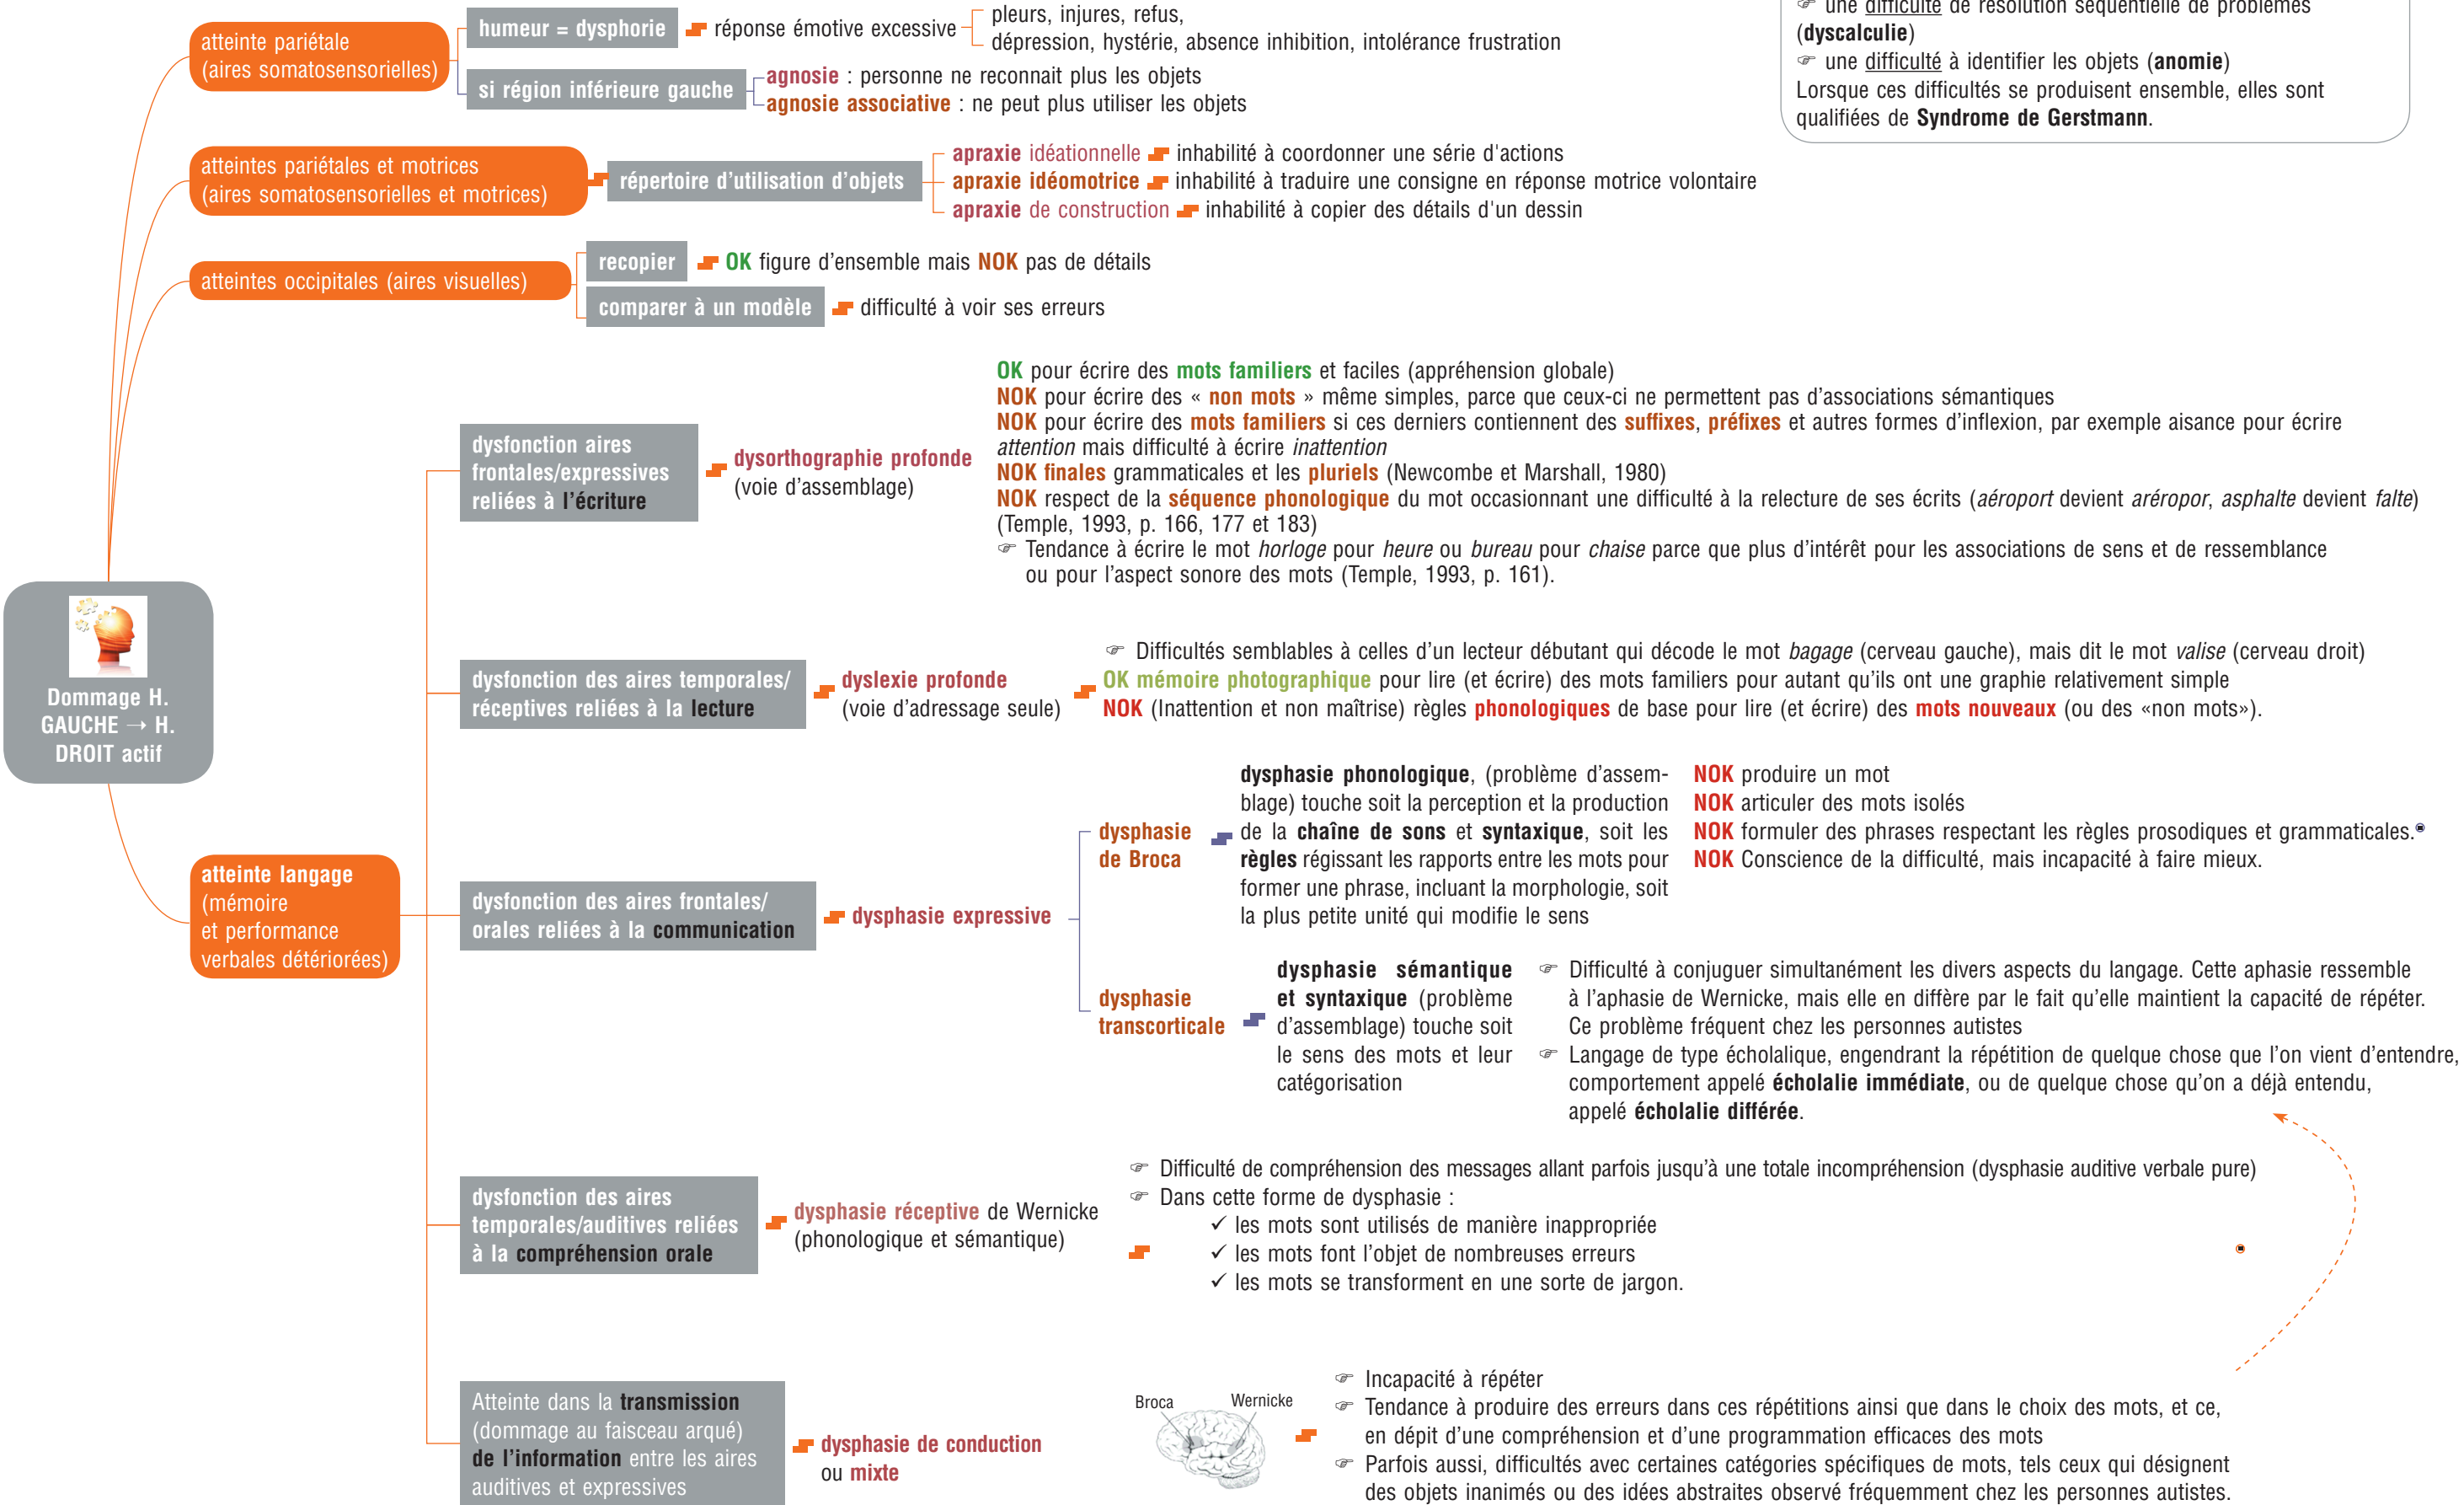 Dommage H.
GAUCHE → H.
DROIT actif
atteinte pariétale
(aires somatosensorielles)
humeur = dysphorie
réponse émotive excessive
pleurs, injures, refus,
dépression, hystérie, absence inhibition, intolérance frustration
si région inférieure gauche
agnosie : personne ne reconnait plus les objets
agnosie associative : ne peut plus utiliser les objets
☞ une difficulté de résolution séquentielle de problèmes
(dyscalculie)
☞ une difficulté à identifier les objets (anomie)
Lorsque ces difficultés se produisent ensemble, elles sont
qualifiées de Syndrome de Gerstmann.
atteintes pariétales et motrices
(aires somatosensorielles et motrices)
répertoire d'utilisation d'objets
apraxie idéationnelle inhabilité à coordonner une série d'actions
apraxie idéomotrice inhabilité à traduire une consigne en réponse motrice volontaire
apraxie de construction inhabilité à copier des détails d'un dessin
atteintes occipitales (aires visuelles)
recopier
OK figure d'ensemble mais NOK pas de détails
comparer à un modèle
difficulté à voir ses erreurs
atteinte langage
(mémoire
et performance
verbales détériorées)
dysfonction aires
frontales/expressives
reliées à l'écriture
dysorthographie profonde
(voie d'assemblage)
OK pour écrire des mots familiers et faciles (appréhension globale)
NOK pour écrire des « non mots » même simples, parce que ceux-ci ne permettent pas d'associations sémantiques
NOK pour écrire des mots familiers si ces derniers contiennent des suffixes, préfixes et autres formes d'inflexion, par exemple aisance pour écrire
attention mais difficulté à écrire inattention
NOK finales grammaticales et les pluriels (Newcombe et Marshall, 1980)
NOK respect de la séquence phonologique du mot occasionnant une difficulté à la relecture de ses écrits (aéroport devient aréropor, asphalte devient falte)
(Temple, 1993, p. 166, 177 et 183)
☞ Tendance à écrire le mot horloge pour heure ou bureau pour chaise parce que plus d'intérêt pour les associations de sens et de ressemblance
ou pour l'aspect sonore des mots (Temple, 1993, p. 161).
dysfonction des aires temporales/
réceptives reliées à la lecture
dyslexie profonde
(voie d'adressage seule)
☞ Difficultés semblables à celles d'un lecteur débutant qui décode le mot bagage (cerveau gauche), mais dit le mot valise (cerveau droit)
OK mémoire photographique pour lire (et écrire) des mots familiers pour autant qu'ils ont une graphie relativement simple
NOK (Inattention et non maîtrise) règles phonologiques de base pour lire (et écrire) des mots nouveaux (ou des «non mots»).
dysfonction des aires frontales/
orales reliées à la communication
dysphasie expressive
dysphasie
de Broca
dysphasie phonologique, (problème d'assem-
blage) touche soit la perception et la production
de la chaîne de sons et syntaxique, soit les
règles régissant les rapports entre les mots pour
former une phrase, incluant la morphologie, soit
la plus petite unité qui modifie le sens
NOK produire un mot
NOK articuler des mots isolés
NOK formuler des phrases respectant les règles prosodiques et grammaticales.
NOK Conscience de la difficulté, mais incapacité à faire mieux.
dysphasie
transcorticale
dysphasie sémantique
et syntaxique (problème
d'assemblage) touche soit
le sens des mots et leur
catégorisation
☞ Difficulté à conjuguer simultanément les divers aspects du langage. Cette aphasie ressemble
à l'aphasie de Wernicke, mais elle en diffère par le fait qu'elle maintient la capacité de répéter.
Ce problème fréquent chez les personnes autistes
☞ Langage de type écholalique, engendrant la répétition de quelque chose que l'on vient d'entendre,
comportement appelé écholalie immédiate, ou de quelque chose qu'on a déjà entendu,
appelé écholalie différée.
dysfonction des aires
temporales/auditives reliées
à la compréhension orale
dysphasie réceptive de Wernicke
(phonologique et sémantique)
☞ Difficulté de compréhension des messages allant parfois jusqu'à une totale incompréhension (dysphasie auditive verbale pure)
☞ Dans cette forme de dysphasie :
✓ les mots sont utilisés de manière inappropriée
✓ les mots font l'objet de nombreuses erreurs
✓ les mots se transforment en une sorte de jargon.
Atteinte dans la transmission
(dommage au faisceau arqué)
de l'information entre les aires
auditives et expressives
dysphasie de conduction
ou mixte
Broca
Wernicke
☞ Incapacité à répéter
☞ Tendance à produire des erreurs dans ces répétitions ainsi que dans le choix des mots, et ce,
en dépit d'une compréhension et d'une programmation efficaces des mots
☞ Parfois aussi, difficultés avec certaines catégories spécifiques de mots, tels ceux qui désignent
des objets inanimés ou des idées abstraites observé fréquemment chez les personnes autistes.